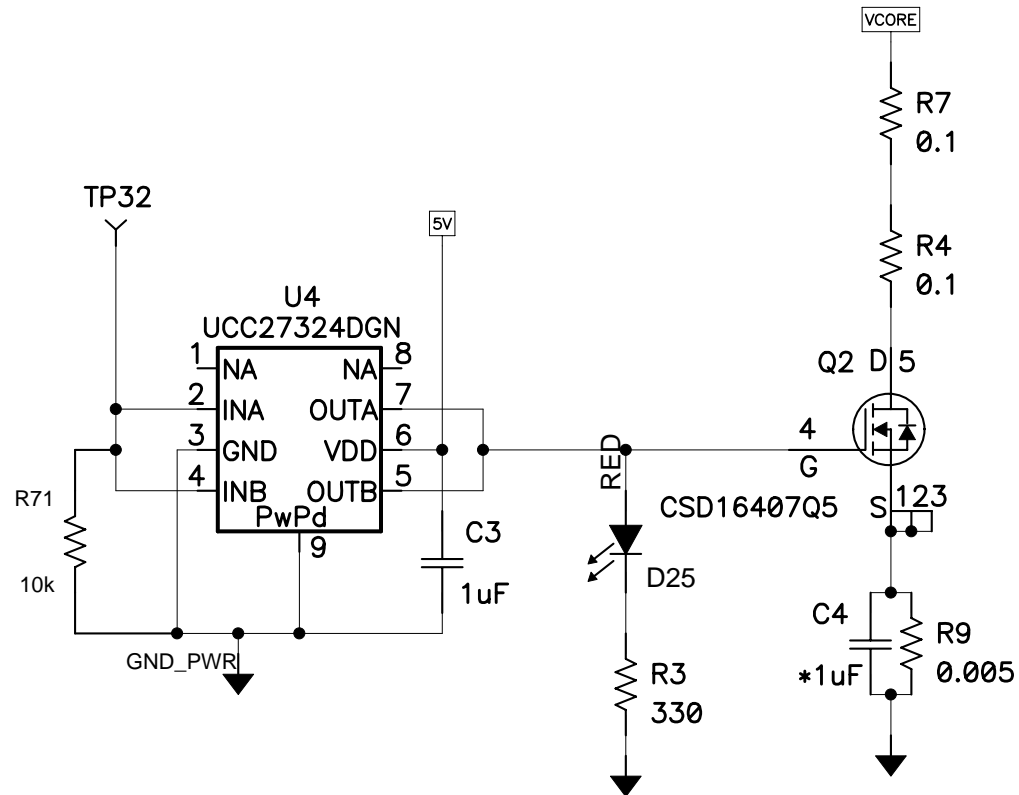 VCORE
R7
0.1
TP32
5V
R4
0.1
U4
UCC27324DGN
1 NA NA 8
2 INA OUTA 7
3 GND VDD 6
4 INB OUTB 5
PwPd
9
R71
10k
GND_PWR
C3
1uF
RED
D25
R3
330
Q2 D 5
4
G
CSD16407Q5
S 123
C4
*1uF
R9
0.005